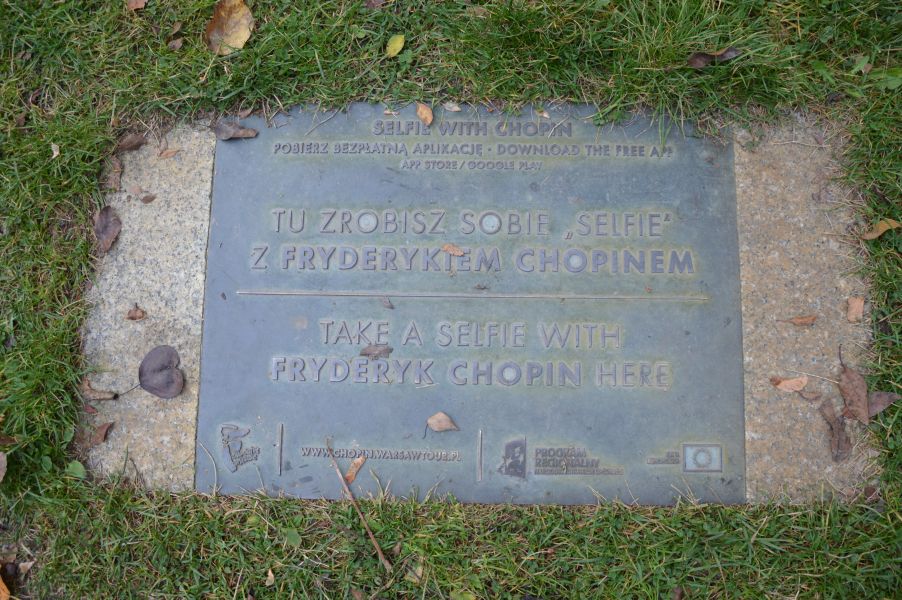 SELFIE WITH CHOPIN
POBIERZ BEZPŁATNĄ APLIKACJĘ • DOWNLOAD THE FREE APP
APP STORE / GOOGLE PLAY
TU ZROBISZ SOBIE „SELFIE”
Z FRYDERYKIEM CHOPINEM
TAKE A SELFIE WITH
FRYDERYK CHOPIN HERE
WWW.CHOPIN.WARSAWTOUR.PL
PROGRAM
REGIONALNY